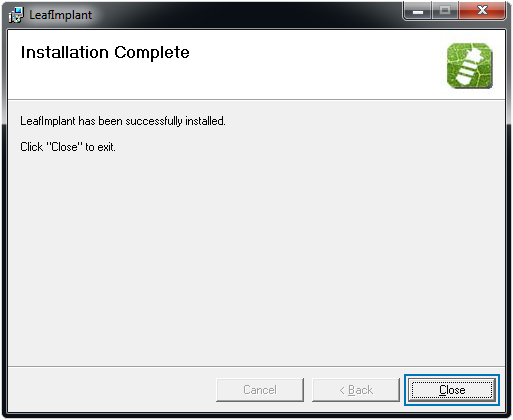 LeafImplant
Installation Complete
LeafImplant has been successfully installed.
Click "Close" to exit.
Cancel
< Back
Close